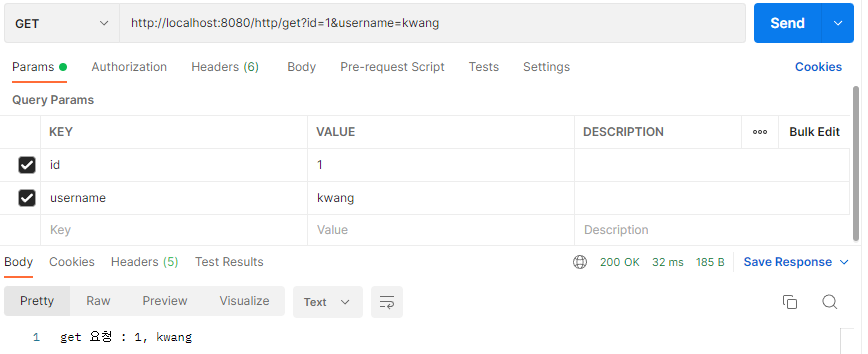 GET http://localhost:8080/http/get?id=1&username=kwang Send
Params Authorization Headers (6) Body Pre-request Script Tests Settings Cookies
Query Params
KEY VALUE DESCRIPTION ooo Bulk Edit
id 1
username kwang
Key Value Description
Body Cookies Headers (5) Test Results 200 OK 32 ms 185 B Save Response
Pretty Raw Preview Visualize Text
1 get 요청 : 1, kwang